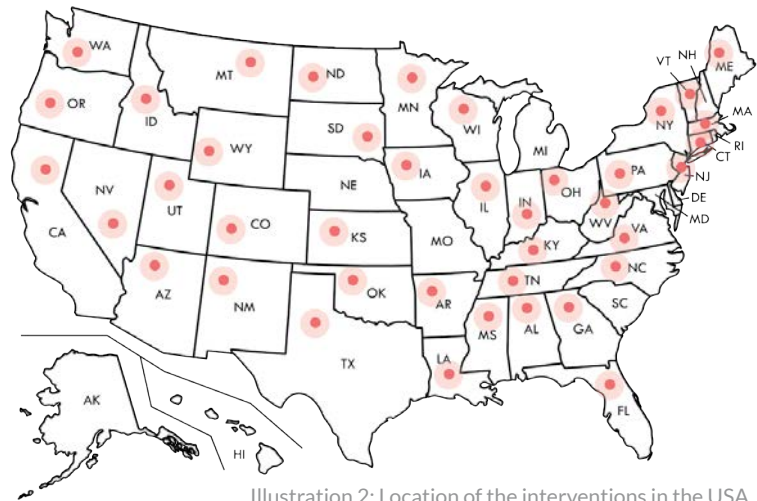 WA
MT
ND
MN
VT
NH
ME
OR
ID
WY
SD
WI
MI
NY
MA
RI
CT
NV
UT
CO
NE
IA
IL
IN
OH
PA
NJ
DE
MD
CA
AZ
NM
KS
MO
KY
WV
VA
OK
AR
TN
NC
SC
TX
LA
MS
AL
GA
FL
AK
HI
Illustration 2: Location of the interventions in the USA